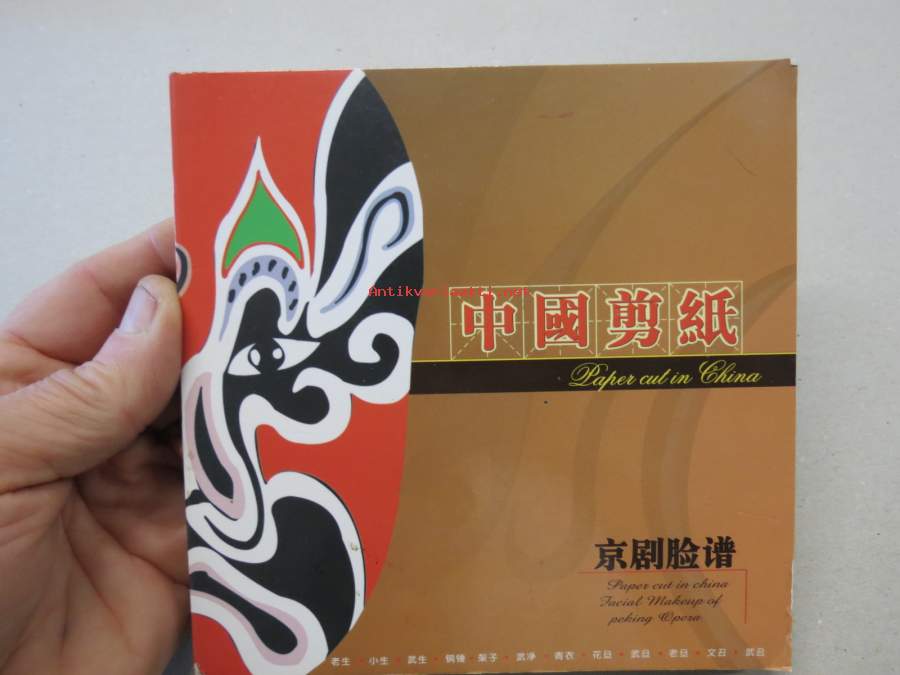 Antikvariaatti.net
中國剪紙
Paper cut in China
京剧脸谱
Paper cut in china
Facial Makeup of
peking Opera
老生·小生·武生·铜锤·架子·武净·青衣·花旦·武旦·老旦·文丑·武丑